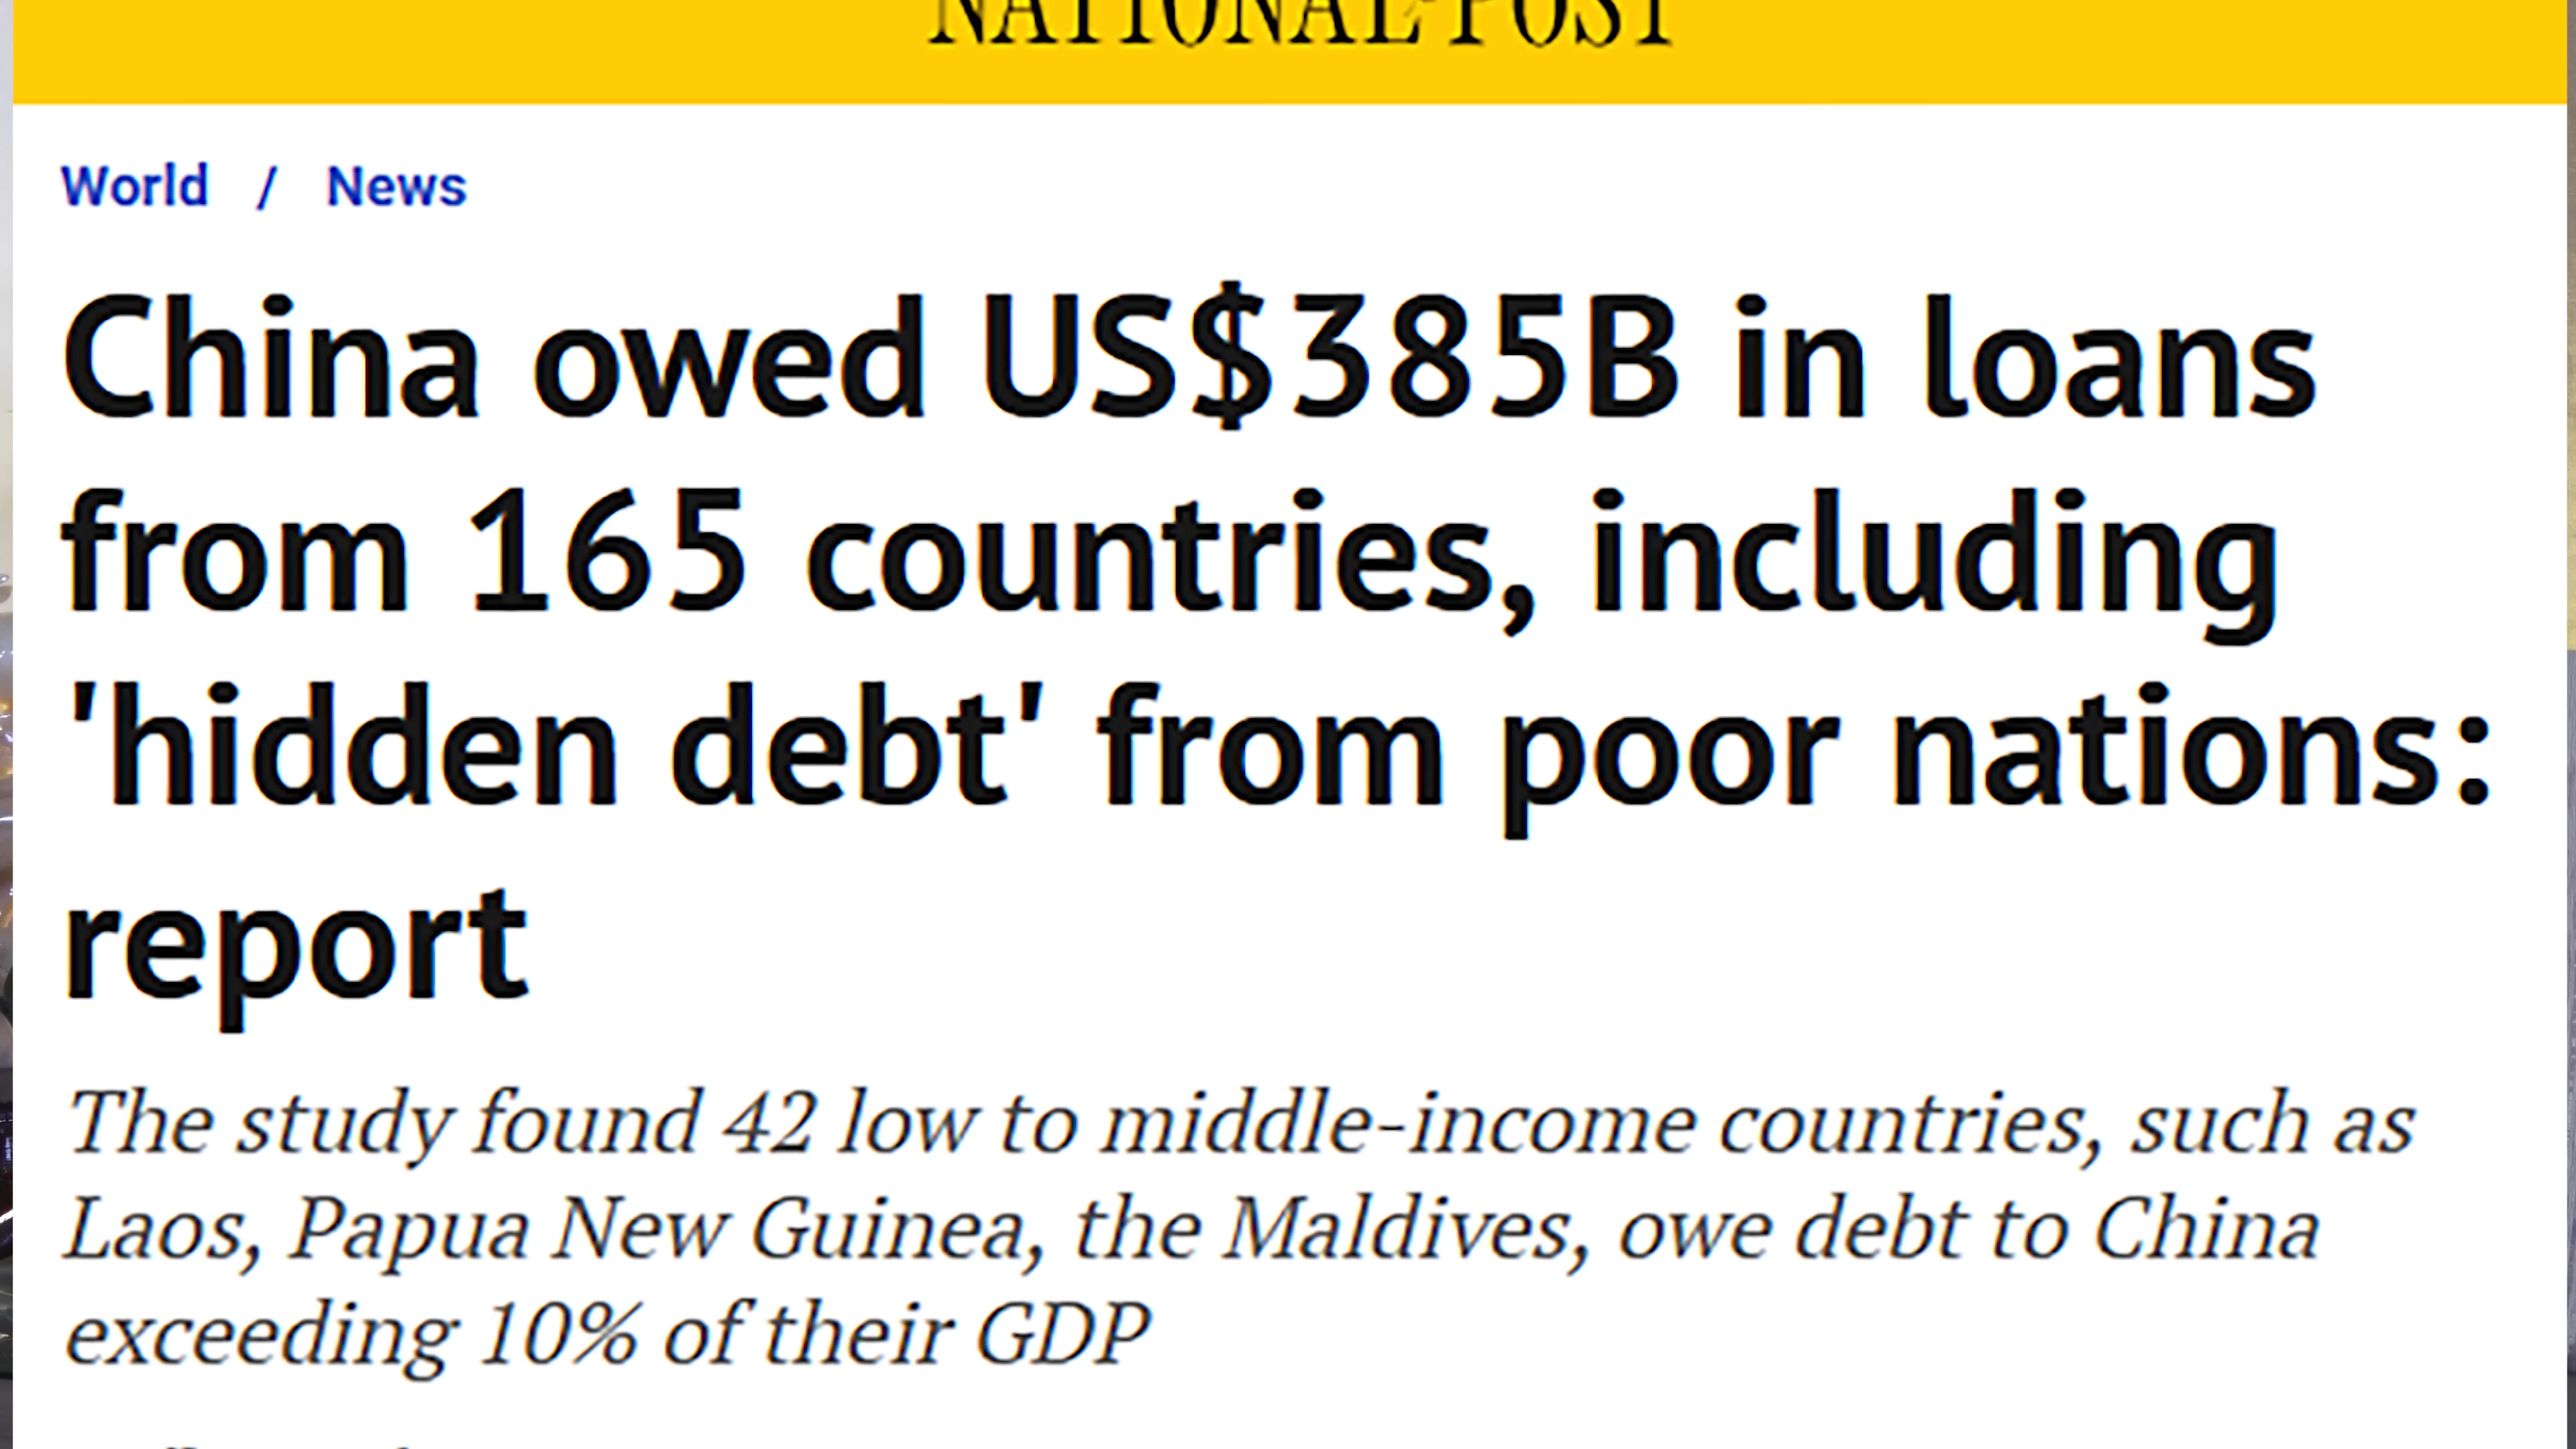 NATIONAL POST
World / News
China owed US$385B in loans
from 165 countries, including
'hidden debt' from poor nations:
report
The study found 42 low to middle-income countries, such as
Laos, Papua New Guinea, the Maldives, owe debt to China
exceeding 10% of their GDP